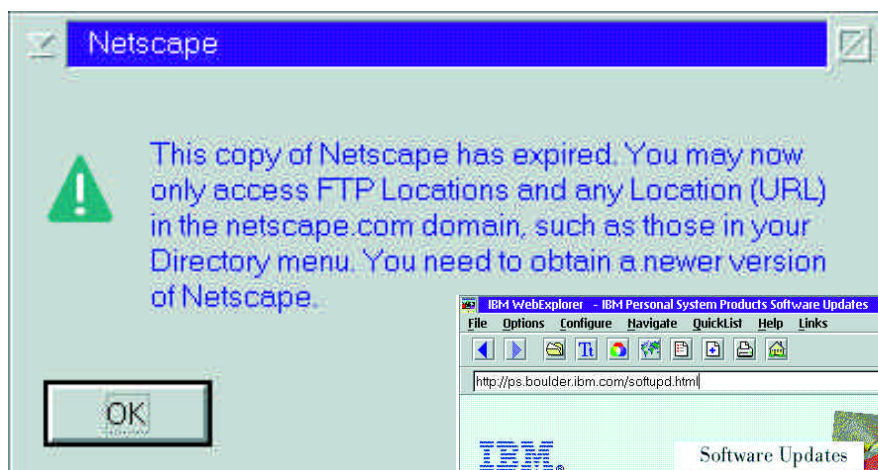 Netscape
This copy of Netscape has expired. You may now
only access FTP Locations and any Location (URL)
in the netscape.com domain, such as those in your
Directory menu. You need to obtain a newer version
of Netscape.
OK
IBM WebExplorer - IBM Personal System Products Software Updates
File Options Configure Navigate QuickList Help Links
Tt
http://ps.boulder.ibm.com/softupd.html
IBM.
Software Updates